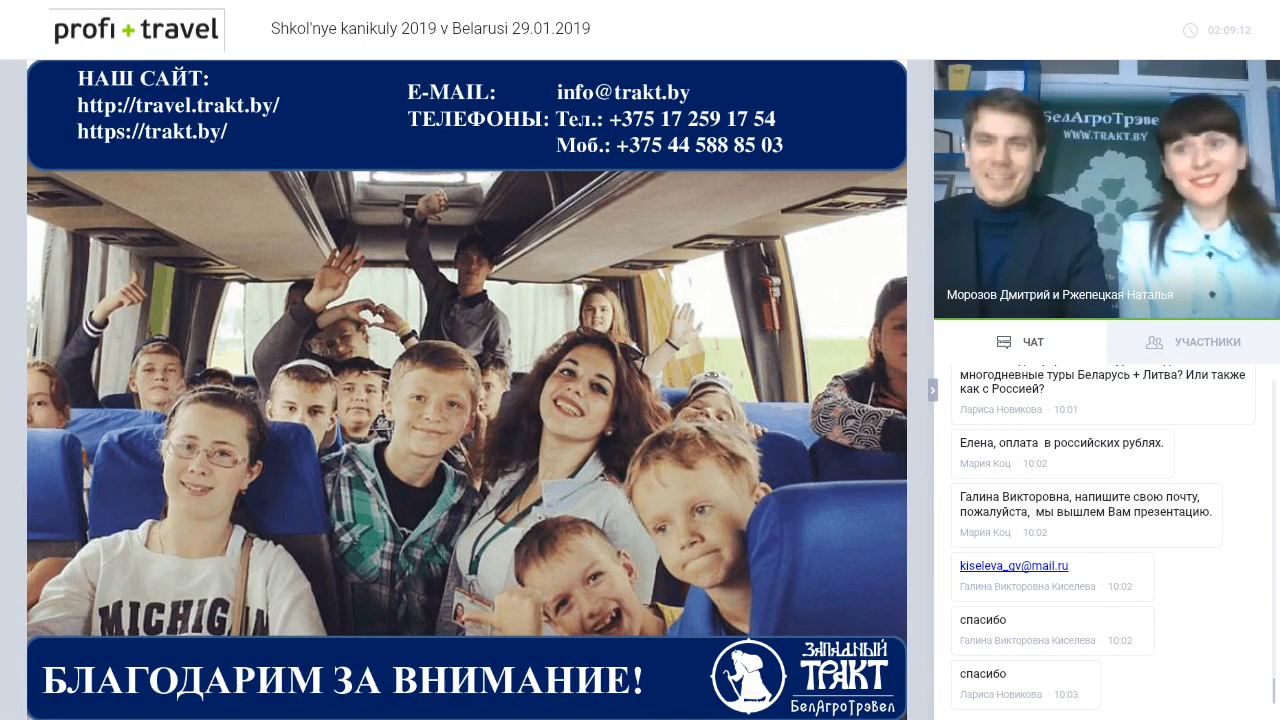 profi + travel
Shkol'nye kanikuly 2019 v Belarusi 29.01.2019
02:09:12
НАШ САЙТ:
http://travel.trakt.by/
https://trakt.by/
E-MAIL: info@trakt.by
ТЕЛЕФОНЫ: Тел.: +375 17 259 17 54
Моб.: +375 44 588 85 03
MICHIGAN
БЛАГОДАРИМ ЗА ВНИМАНИЕ!
ЗАПАДНЫЙ
ТРАКТ
БелАгроТрэвел
БелАгроТрэве
WWW.TRAKT.BY
Морозов Дмитрий и Ржепецкая Наталья
ЧАТ
УЧАСТНИКИ
многодневные туры Беларусь + Литва? Или также
как с Россией?
Лариса Новикова 10:01
Елена, оплата в российских рублях.
Мария Коц 10:02
Галина Викторовна, напишите свою почту,
пожалуйста, мы вышлем Вам презентацию.
Мария Коц 10:02
kiseleva_gv@mail.ru
Галина Викторовна Киселева 10:02
спасибо
Галина Викторовна Киселева 10:02
спасибо
Лариса Новикова 10:03